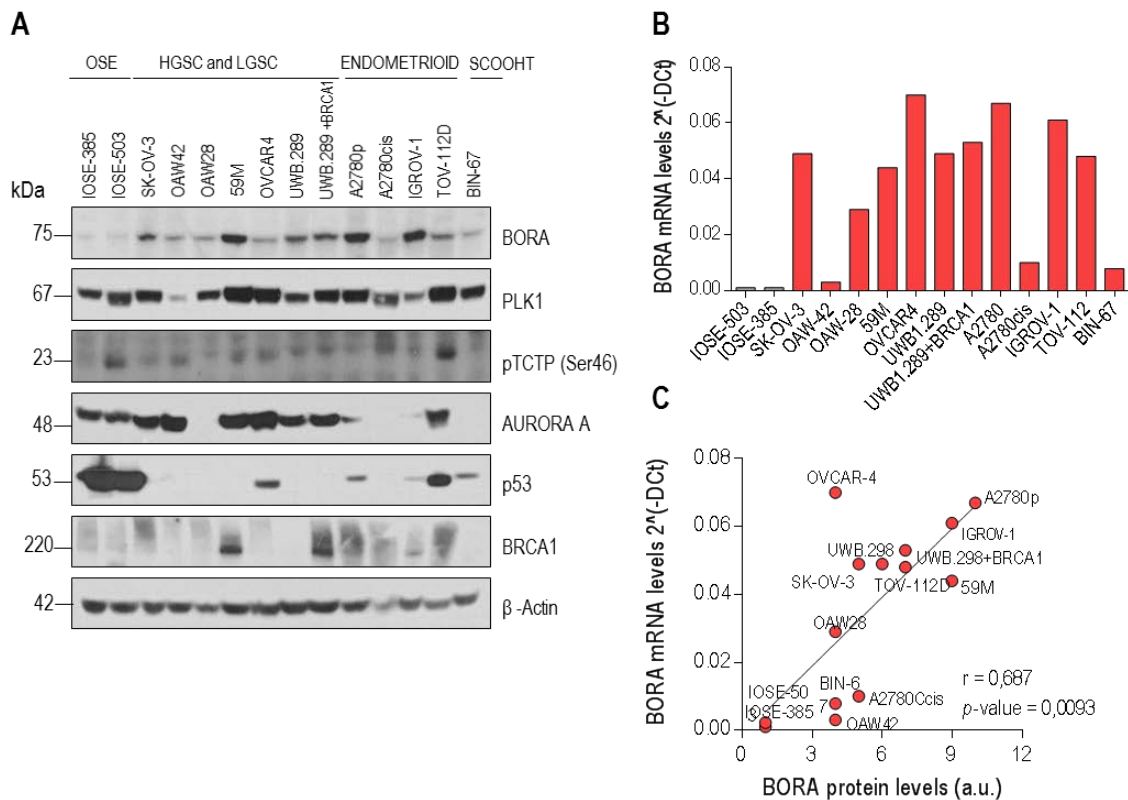 A
OSE
HGSC and LGSC
ENDOMETRIOID
SCOOHT
IOSE-385
IOSE-503
SK-OV-3
OAW42
OAW28
59M
OVCAR4
UWB.289
UWB.289 +BRCA1
A2780p
A2780cis
IGROV-1
TOV-112D
BIN-67
kDa
75
BORA
67
PLK1
23
pTCTP (Ser46)
48
AURORA A
53
p53
220
BRCA1
42
β-Actin
B
BORA mRNA levels 2^(-DCt)
0.08
0.06
0.04
0.02
0.00
IOSE-503
IOSE-385
SK-OV-3
OAW-42
OAW-28
59M
OVCAR4
UWB1.289
UWB1.289+BRCA1
A2780
A2780cis
IGROV-1
TOV-112
BIN-67
C
BORA mRNA levels 2^(-DCt)
0.08
0.06
0.04
0.02
0.00
OVCAR-4
A2780p
IGROV-1
UWB.298
UWB.298+BRCA1
SK-OV-3
TOV-112D
59M
OAW28
r = 0,687
p-value = 0,0093
IOSE-50
3
BIN-6
7
A2780Ccis
IOSE-385
OAW42
0
3
6
9
12
BORA protein levels (a.u.)